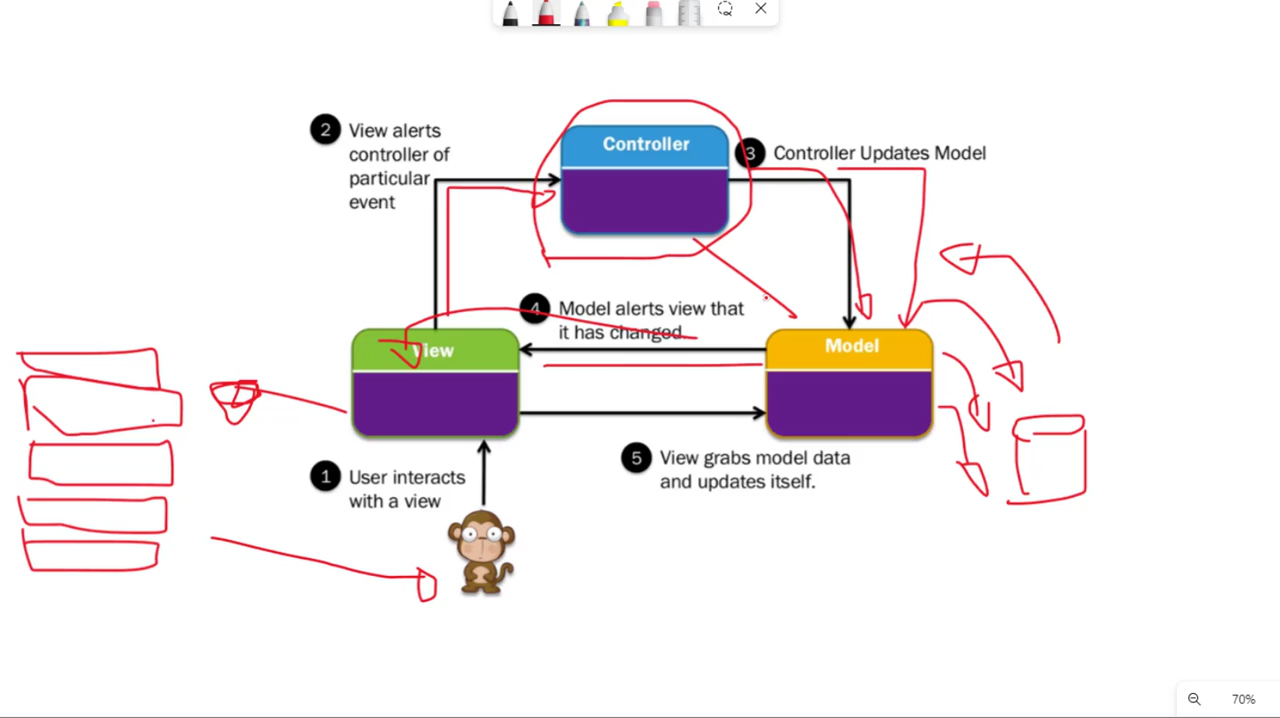 2 View alerts
controller of
particular
event
Controller
3 Controller Updates Model
4 Model alerts view that
it has changed.
View
Model
1 User interacts
with a view
5 View grabs model data
and updates itself.
70%